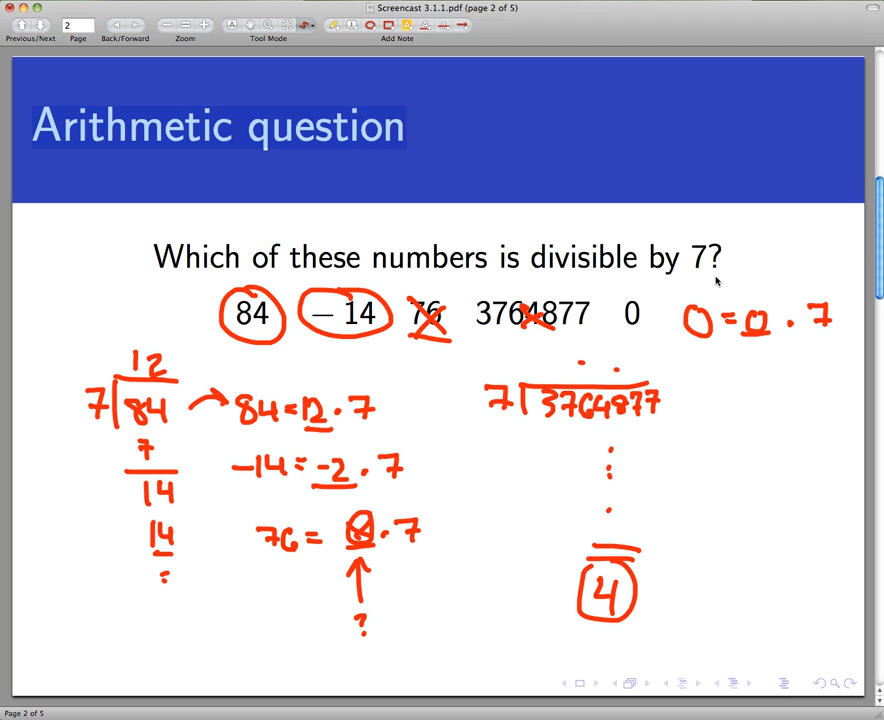 Screencast 3.1.1.pdf (page 2 of 5)
2
Previous/Next Page Back/Forward Zoom Tool Mode Add Note
Arithmetic question
Which of these numbers is divisible by 7?
84 − 14 76 3764877 0 0 = 0 · 7
12
7 84 84 = 12 · 7 7 3764877
7
14 -14 = -2 · 7
14 76 = · 7
?
4
Page 2 of 5